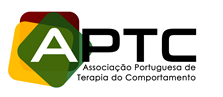 APTC
Associação Portuguesa de
Terapia do Comportamento